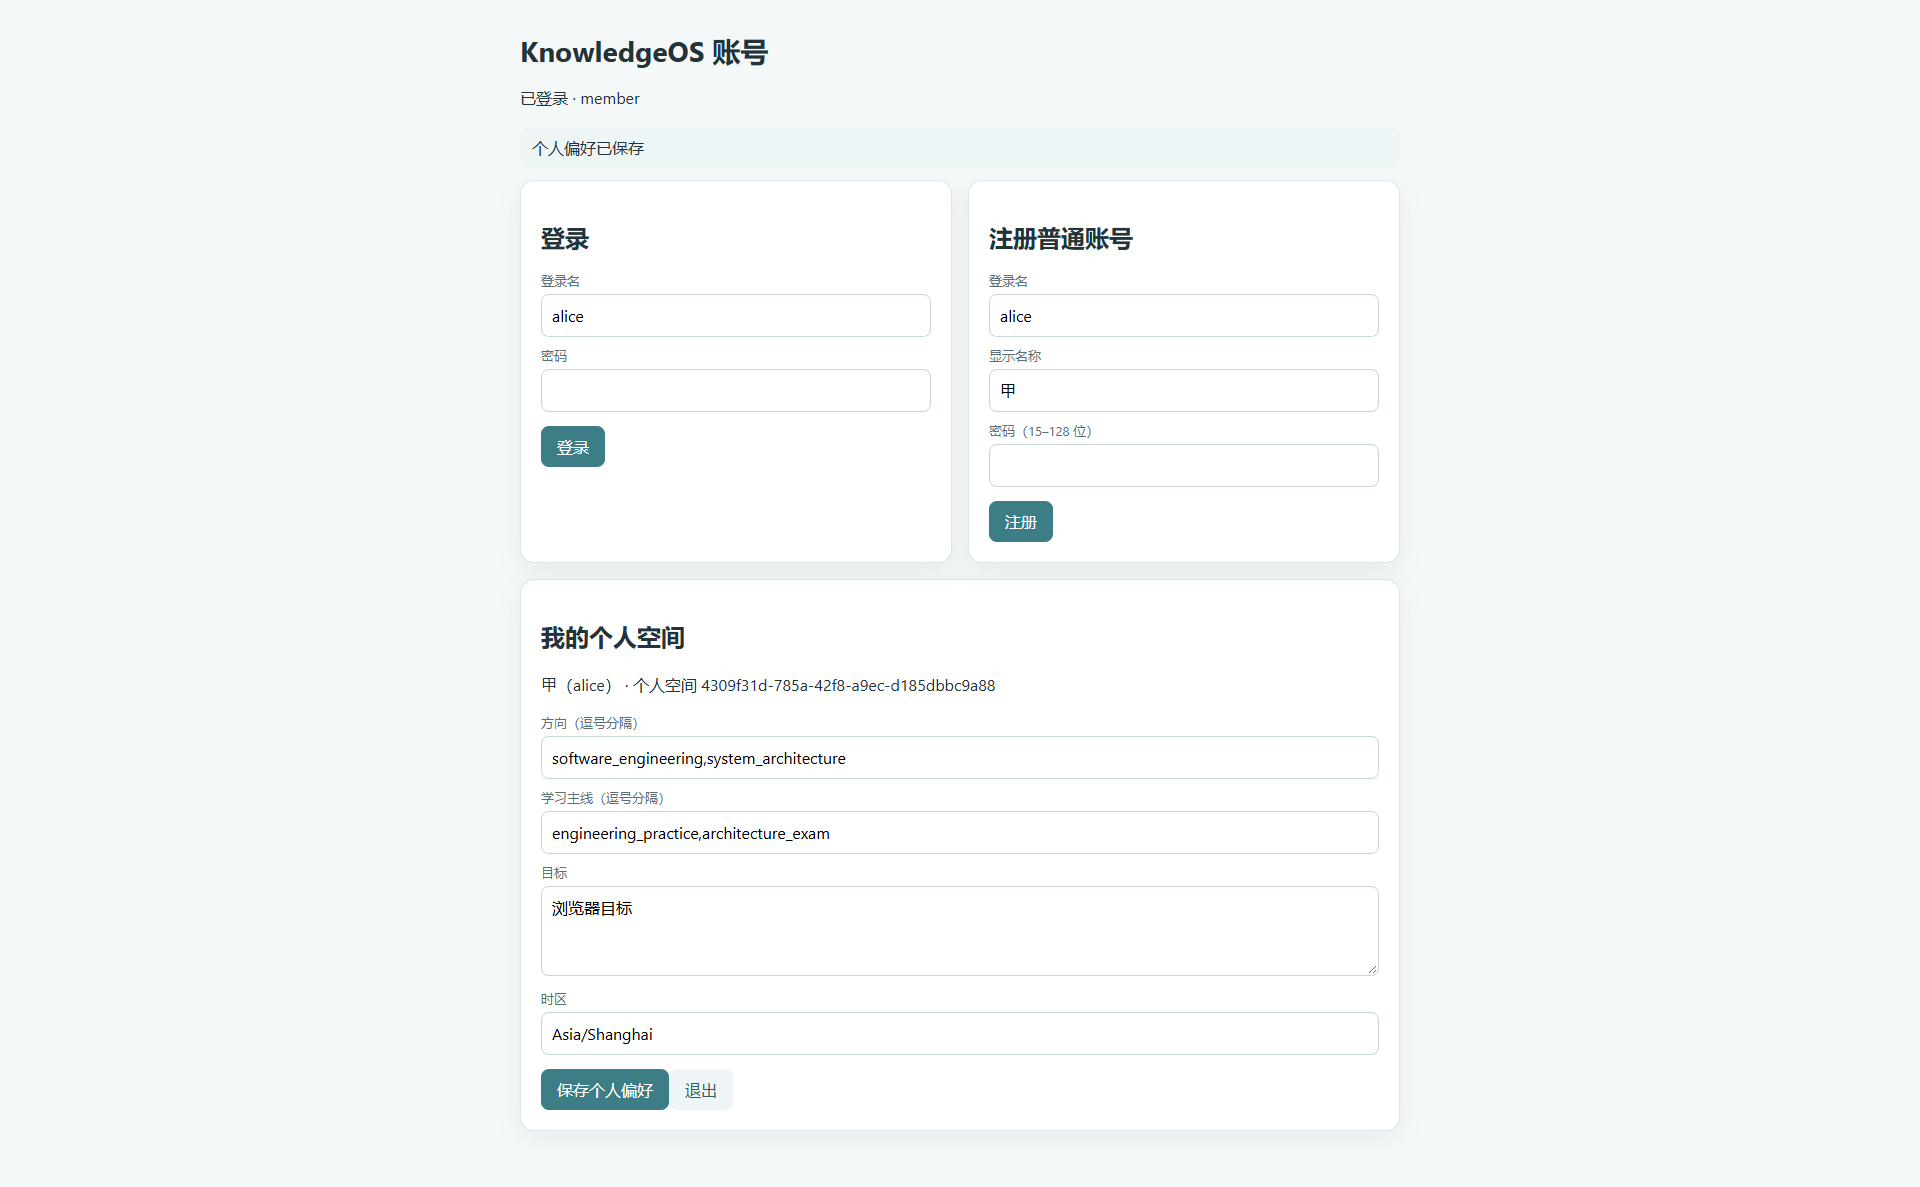 KnowledgeOS 账号
已登录 · member
个人偏好已保存
登录
登录名
alice
密码
登录
注册普通账号
登录名
alice
显示名称
甲
密码（15–128 位）
注册
我的个人空间
甲（alice） · 个人空间 4309f31d-785a-42f8-a9ec-d185dbbc9a88
方向（逗号分隔）
software_engineering,system_architecture
学习主线（逗号分隔）
engineering_practice,architecture_exam
目标
浏览器目标
时区
Asia/Shanghai
保存个人偏好 退出